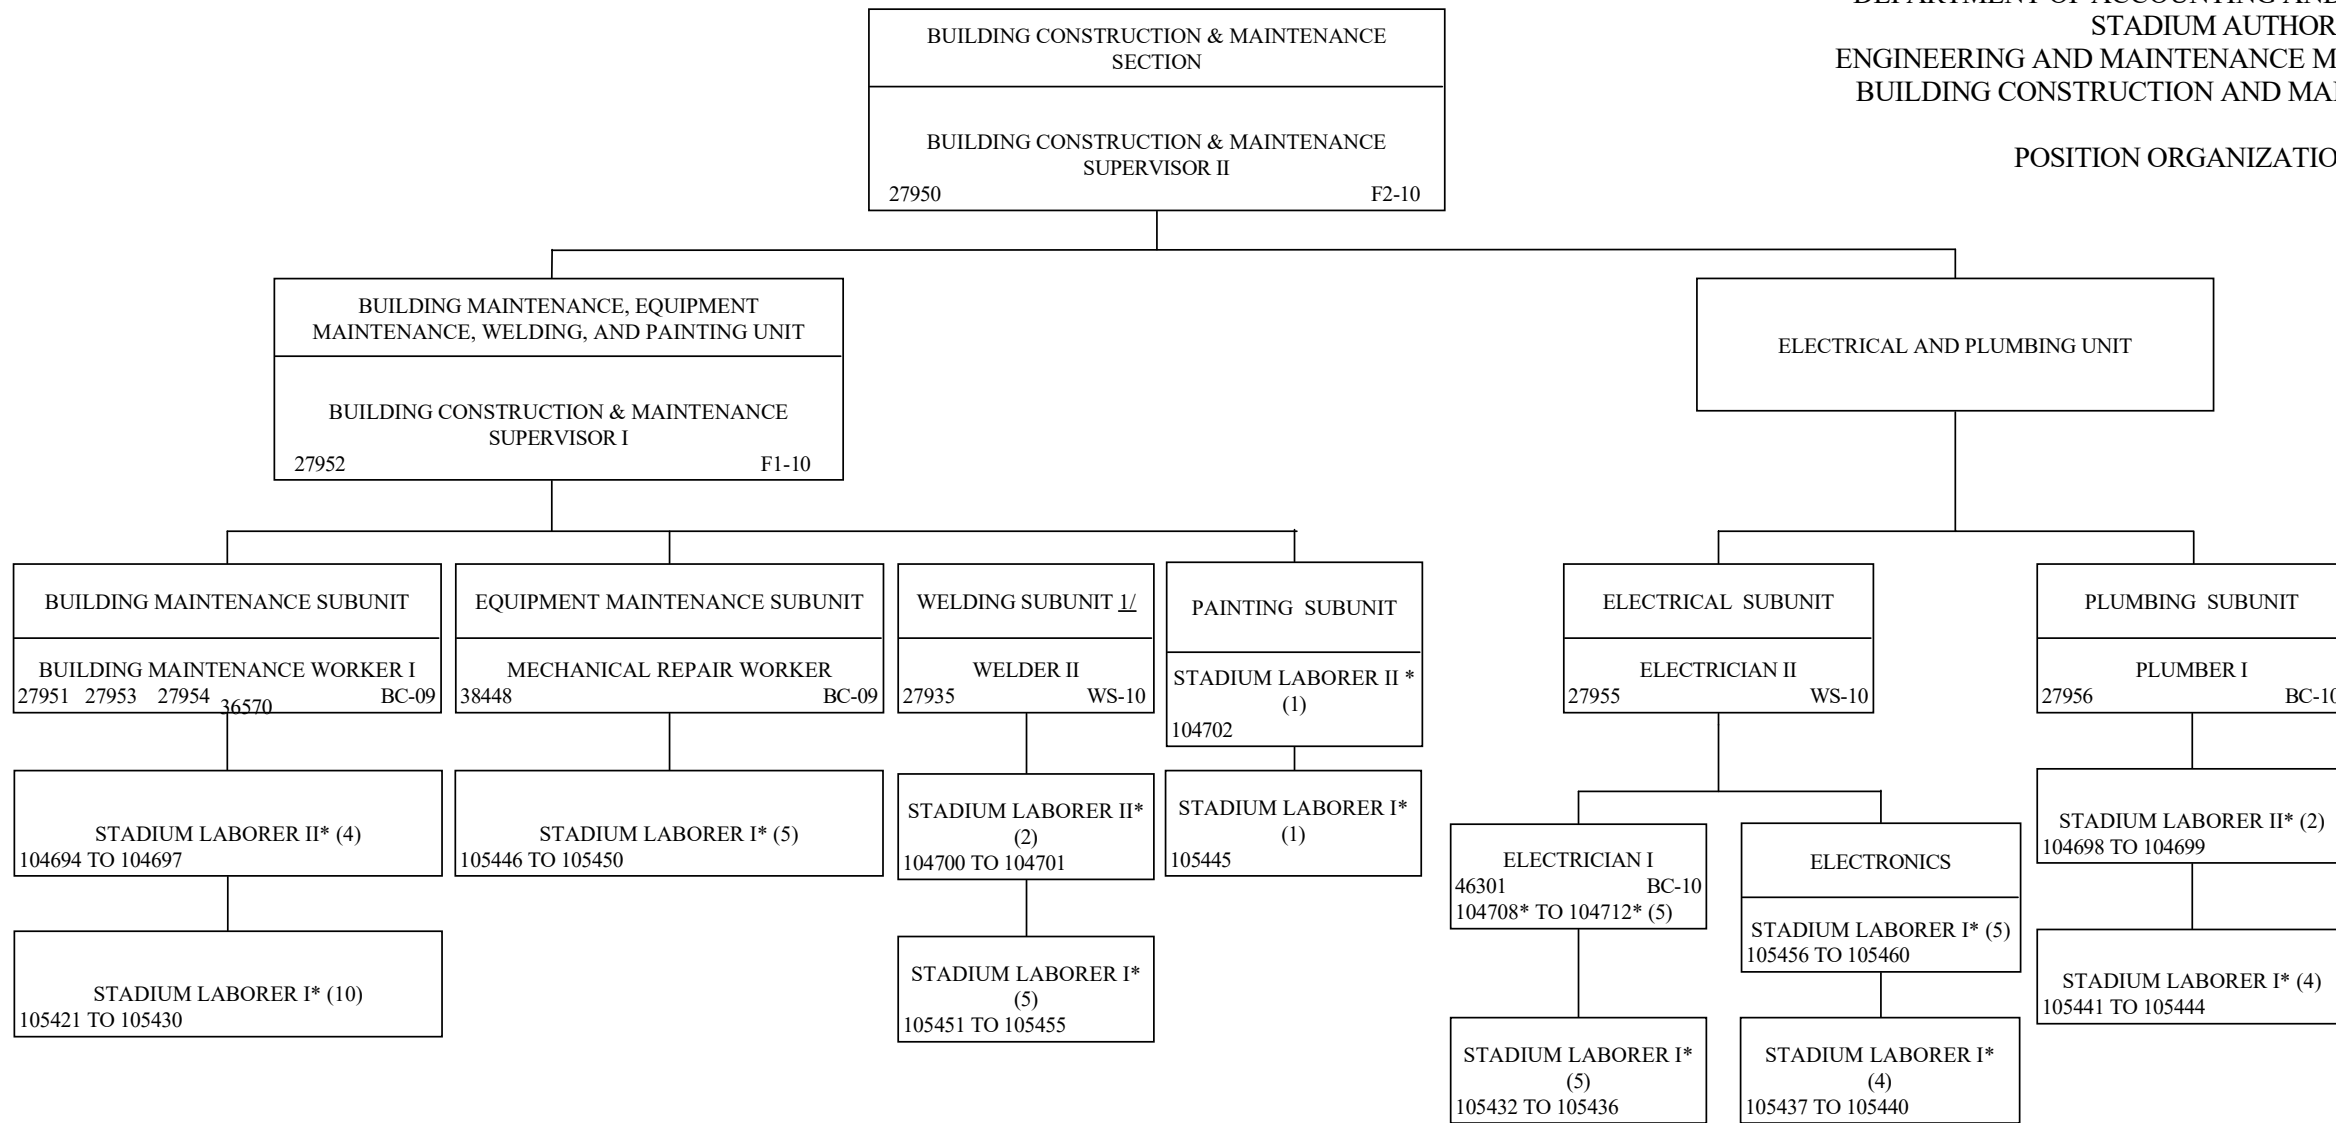 DEPARTMENT OF ACCOUNTING AND
STADIUM AUTHOR
ENGINEERING AND MAINTENANCE M
BUILDING CONSTRUCTION AND MAI
POSITION ORGANIZATIO
BUILDING CONSTRUCTION & MAINTENANCE
SECTION
BUILDING CONSTRUCTION & MAINTENANCE
SUPERVISOR II
27950 F2-10
BUILDING MAINTENANCE, EQUIPMENT
MAINTENANCE, WELDING, AND PAINTING UNIT
BUILDING CONSTRUCTION & MAINTENANCE
SUPERVISOR I
27952 F1-10
ELECTRICAL AND PLUMBING UNIT
BUILDING MAINTENANCE SUBUNIT
BUILDING MAINTENANCE WORKER I
27951 27953 27954 36570 BC-09
STADIUM LABORER II* (4)
104694 TO 104697
STADIUM LABORER I* (10)
105421 TO 105430
EQUIPMENT MAINTENANCE SUBUNIT
MECHANICAL REPAIR WORKER
38448 BC-09
STADIUM LABORER I* (5)
105446 TO 105450
WELDING SUBUNIT 1/
WELDER II
27935 WS-10
STADIUM LABORER II*
(2)
104700 TO 104701
STADIUM LABORER I*
(5)
105451 TO 105455
PAINTING SUBUNIT
STADIUM LABORER II *
(1)
104702
STADIUM LABORER I*
(1)
105445
ELECTRICAL SUBUNIT
ELECTRICIAN II
27955 WS-10
ELECTRICIAN I
46301 BC-10
104708* TO 104712* (5)
STADIUM LABORER I*
(5)
105432 TO 105436
ELECTRONICS
STADIUM LABORER I* (5)
105456 TO 105460
STADIUM LABORER I*
(4)
105437 TO 105440
PLUMBING SUBUNIT
PLUMBER I
27956 BC-10
STADIUM LABORER II* (2)
104698 TO 104699
STADIUM LABORER I* (4)
105441 TO 105444